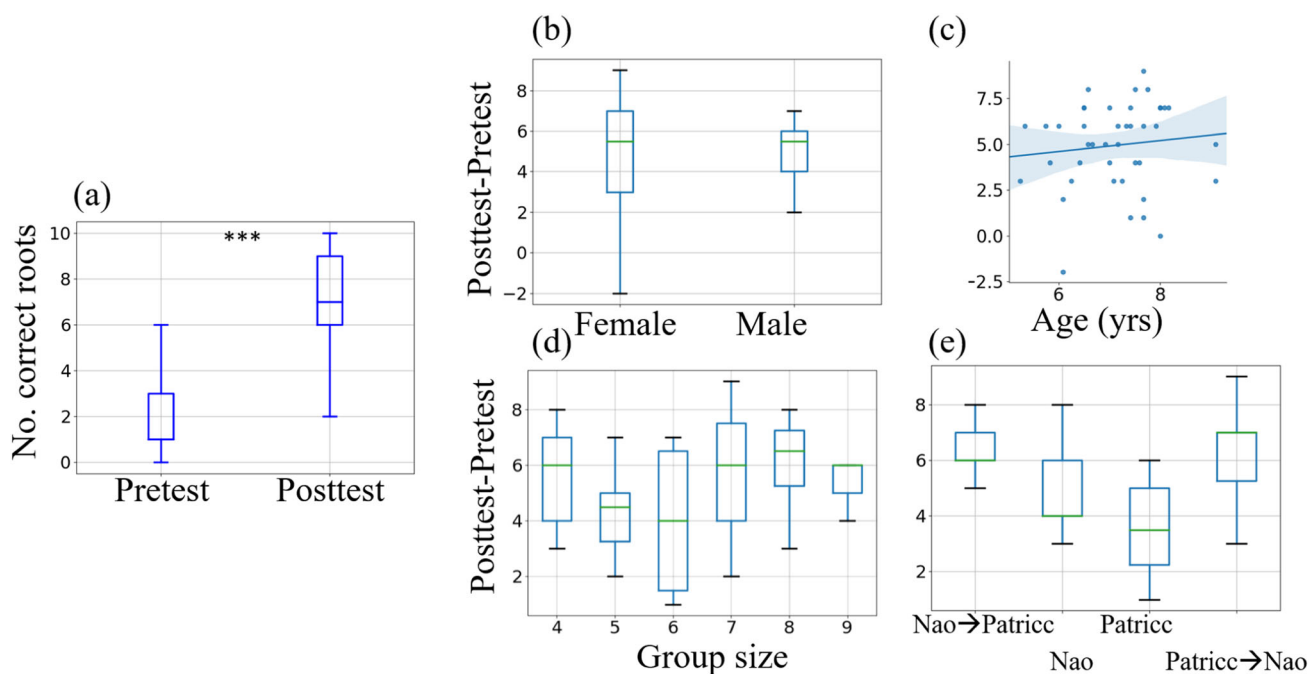 (a)
No. correct roots
10
8
6
4
2
0
***
Pretest Posttest
(b)
Posttest-Pretest
8
6
4
2
0
−2
Female Male
(c)
7.5
5.0
2.5
0.0
−2.5
6 8
Age (yrs)
(d)
Posttest-Pretest
8
6
4
2
4 5 6 7 8 9
Group size
(e)
8
6
4
2
Nao→Patricc Patricc
Nao Patricc→Nao